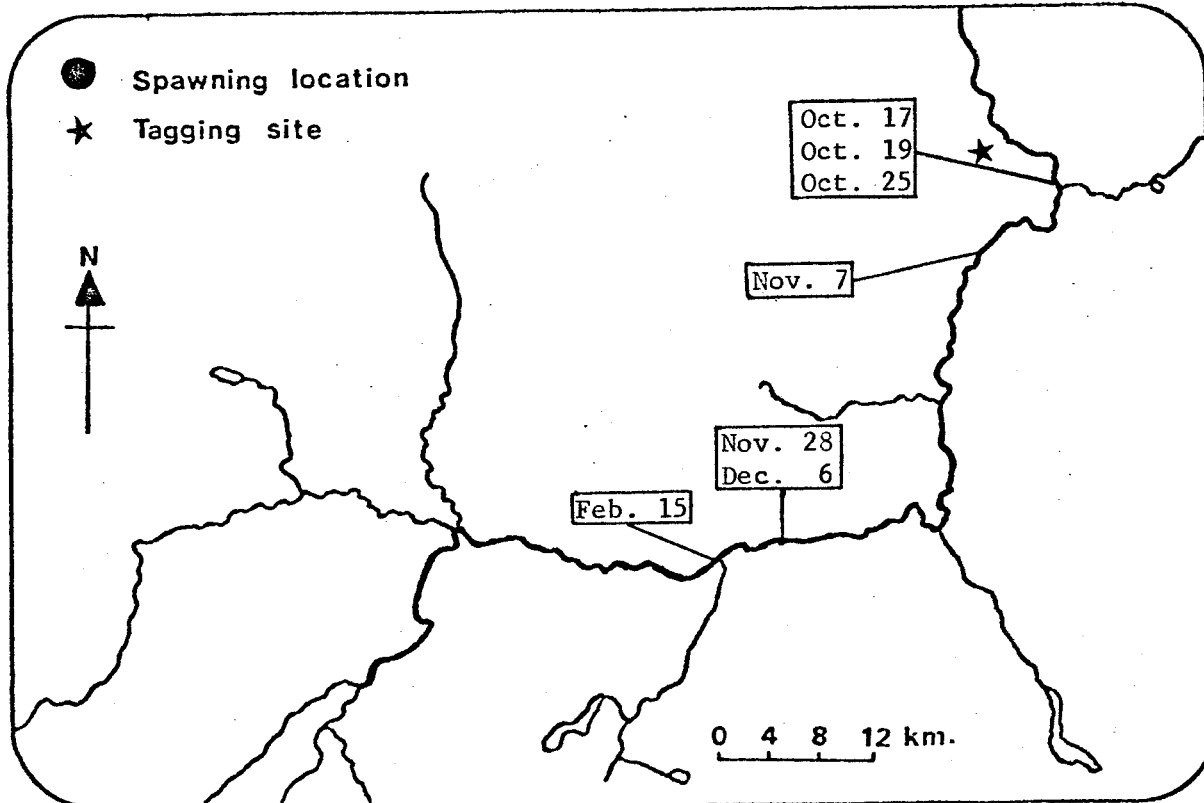 Spawning location
Tagging site
Oct. 17
Oct. 19
Oct. 25
N
Nov. 7
Nov. 28
Dec. 6
Feb. 15
0 4 8 12 km.